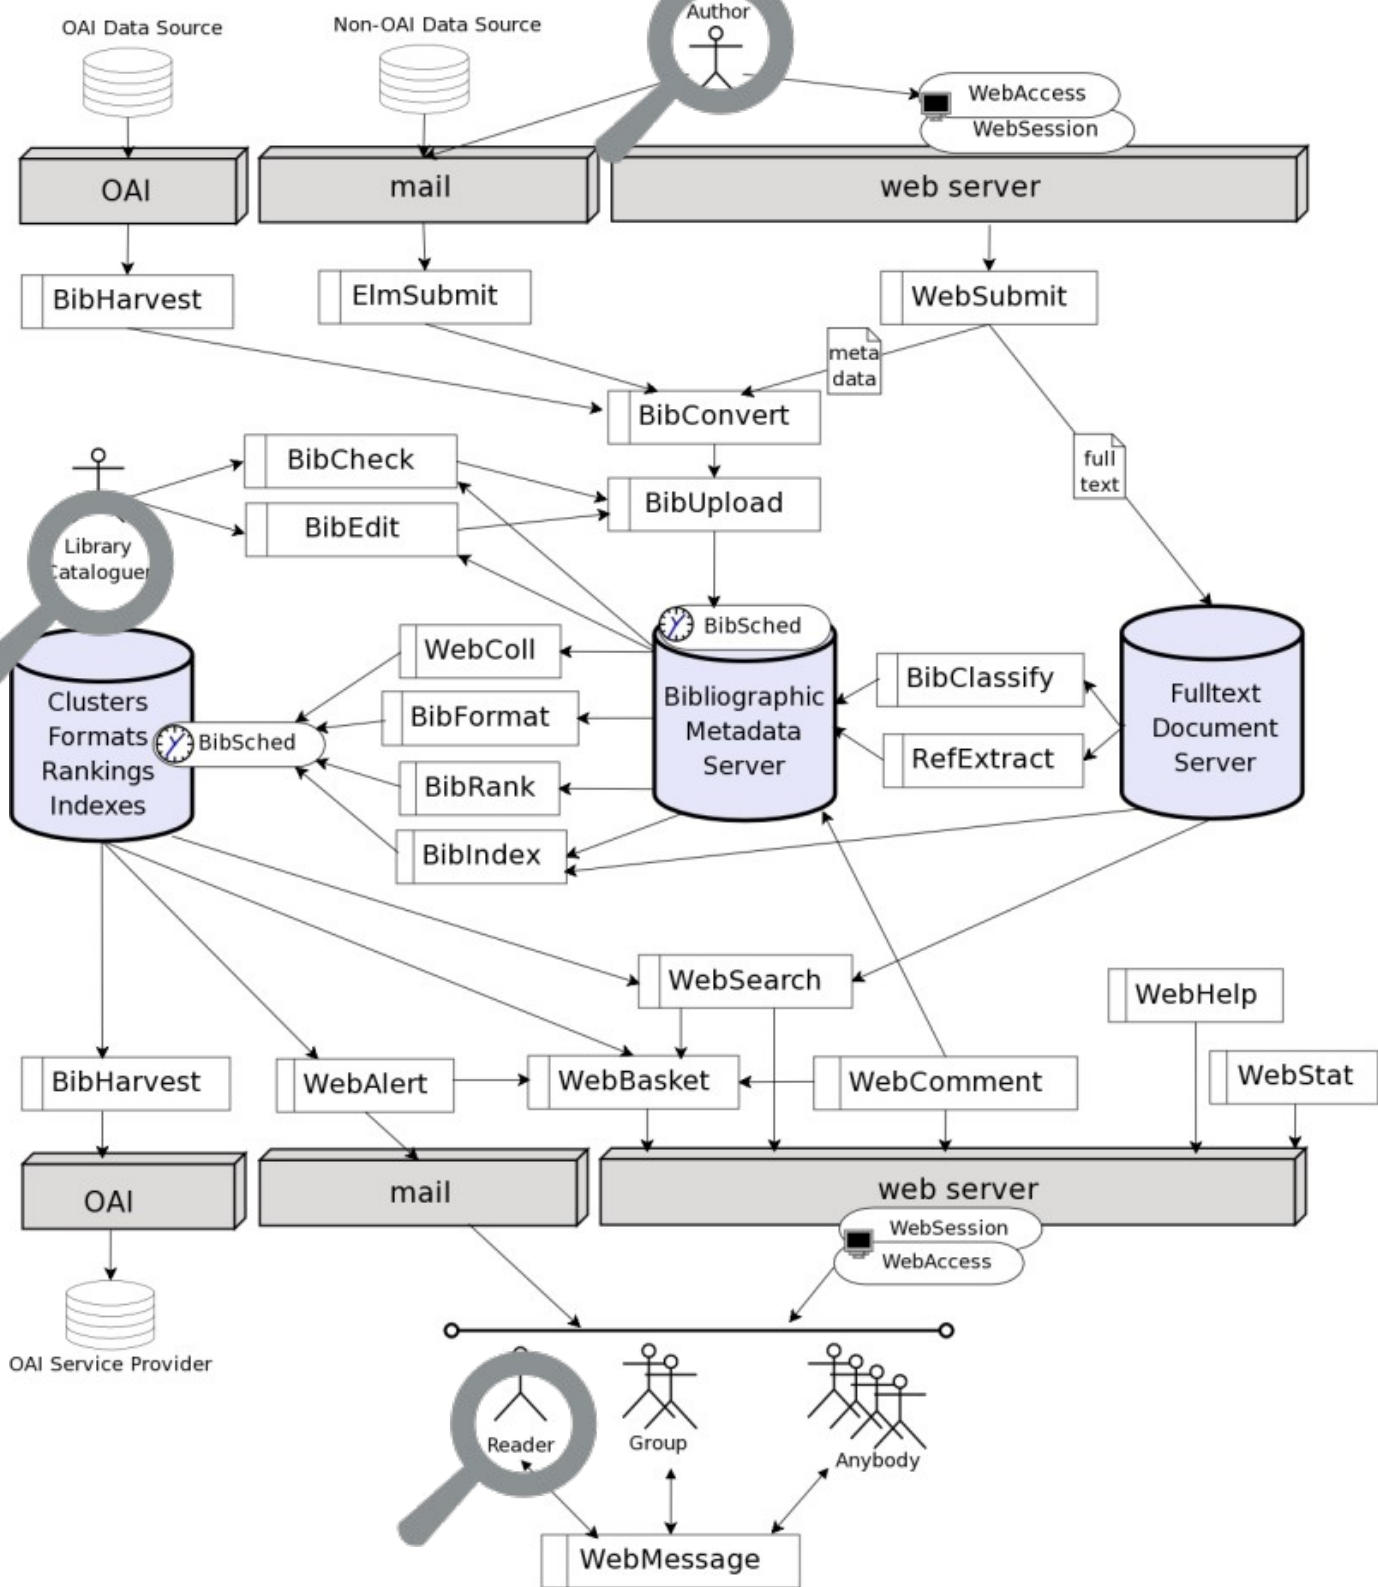 Author
OAI Data Source
Non-OAI Data Source
WebAccess
WebSession
OAI
mail
web server
BibHarvest
ElmSubmit
WebSubmit
meta
data
BibConvert
BibCheck
full
text
BibUpload
BibEdit
Library
Cataloguer
BibSched
WebColl
BibClassify
Clusters
Formats
Rankings
Indexes
BibSched
BibFormat
Bibliographic
Metadata
Server
Fulltext
Document
Server
RefExtract
BibRank
BibIndex
WebSearch
WebHelp
BibHarvest
WebAlert
WebBasket
WebComment
WebStat
OAI
mail
web server
WebSession
WebAccess
OAI Service Provider
Reader
Group
Anybody
WebMessage